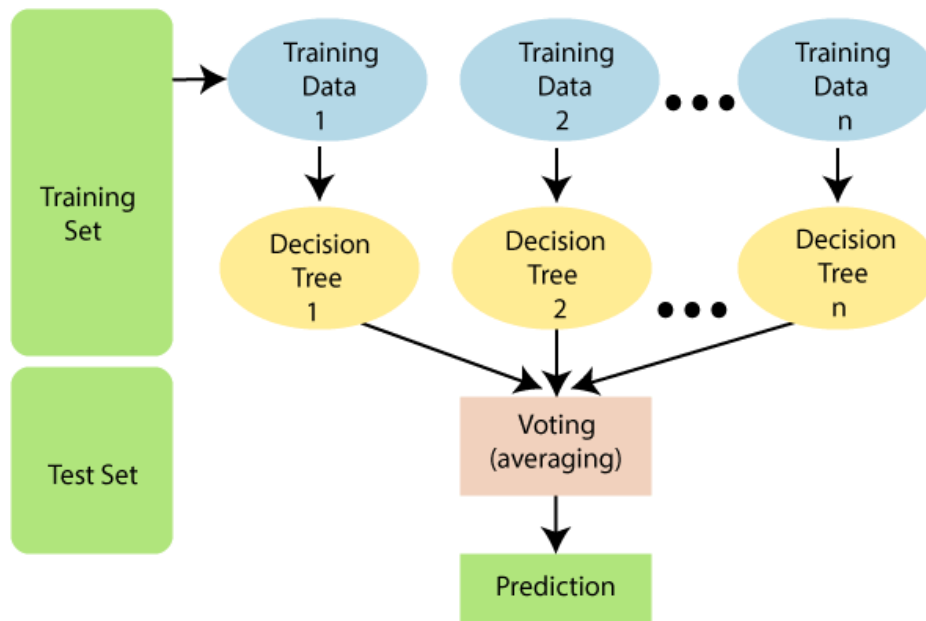 Training
Set
Test Set
Training
Data
1
Training
Data
2
Training
Data
n
Decision
Tree
1
Decision
Tree
2
Decision
Tree
n
Voting
(averaging)
Prediction